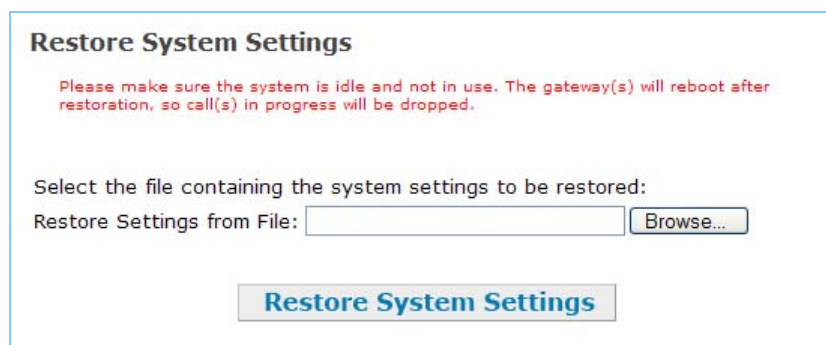 Restore System Settings
Please make sure the system is idle and not in use. The gateway(s) will reboot after
restoration, so call(s) in progress will be dropped.
Select the file containing the system settings to be restored:
Restore Settings from File: Browse...
Restore System Settings